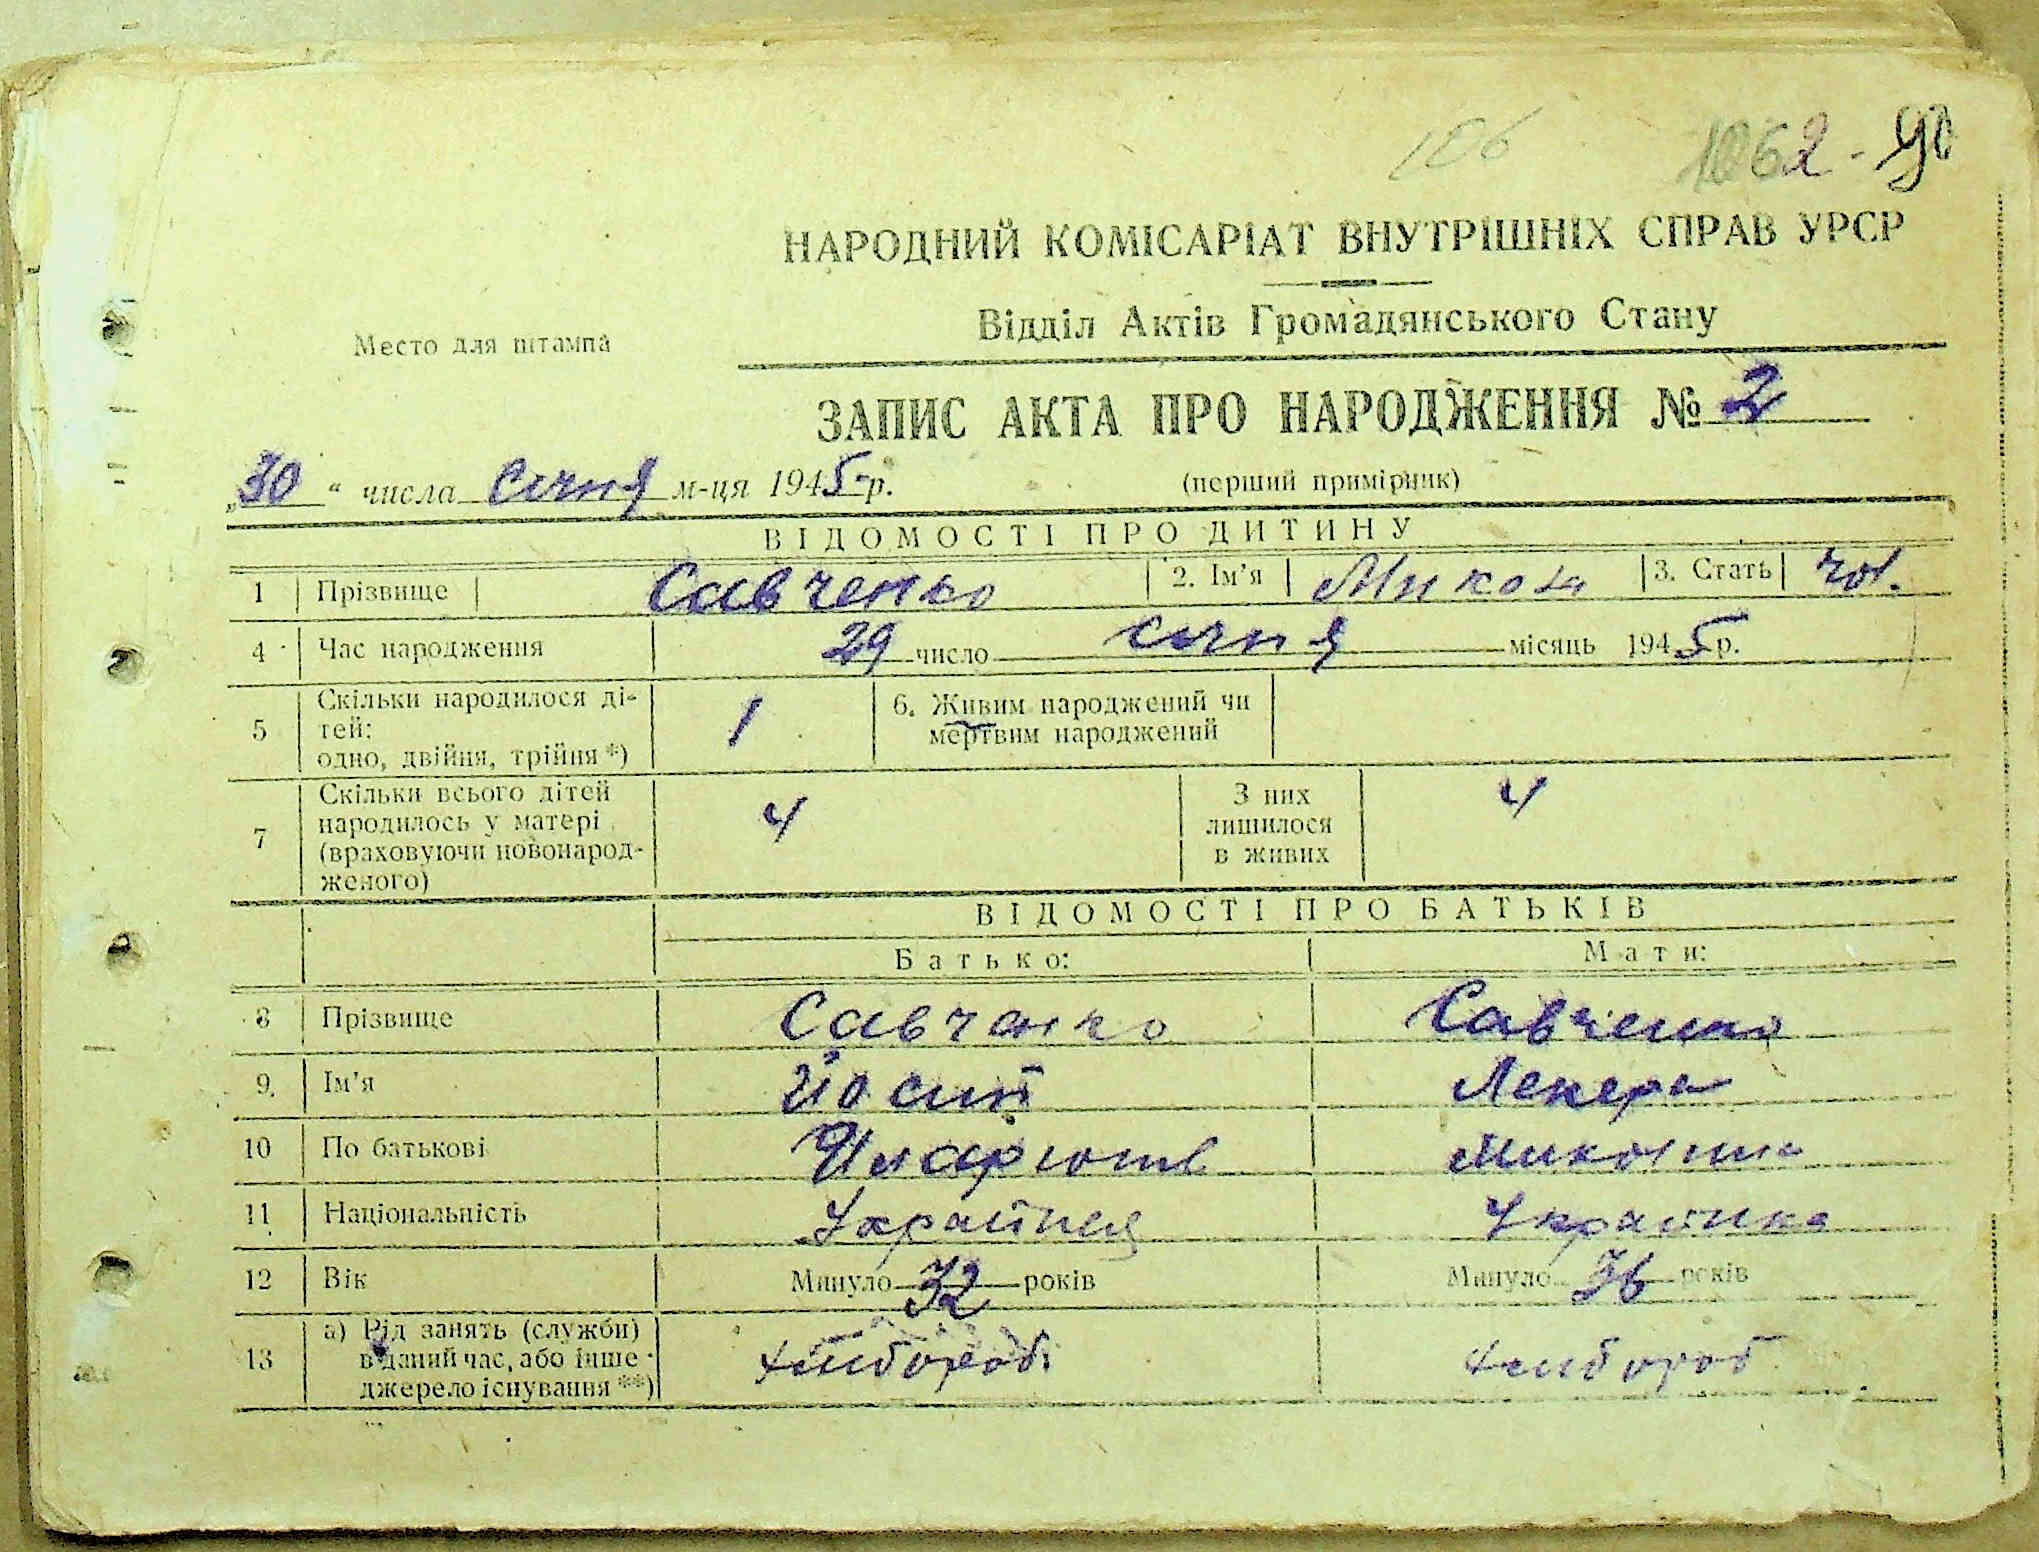 106 1062 - 90
НАРОДНИЙ КОМІСАРІАТ ВНУТРІШНІХ СПРАВ УРСР
Место для штампа
Відділ Актів Громадянського Стану
ЗАПИС АКТА ПРО НАРОДЖЕННЯ № 2
„30" числа січня м-ця 1945 р. (перший примірник)
ВІДОМОСТІ ПРО ДИТИНУ
1 Прізвище Савченко 2. Ім'я Микола 3. Стать чол.
4 Час народження 29 число січня місяць 1945 р.
5 Скільки народилося ді-
тей:
одно, двійня, трійня *) 1 6. Живим народжений чи
мертвим народжений
7 Скільки всього дітей
народилось у матері
(враховуючи новонарод-
женого) 4 З них
лишилося
в живих 4
ВІДОМОСТІ ПРО БАТЬКІВ
Батько: Мати:
8 Прізвище Савченко Савченко
9. Ім'я Йосип
10 По батькові
11 Національність Українец Українка
12 Вік Минуло 32 років Минуло 36 років
13 а) Рід занять (служби)
в даний час, або інше
джерело існування **) хлібороб хлібороб